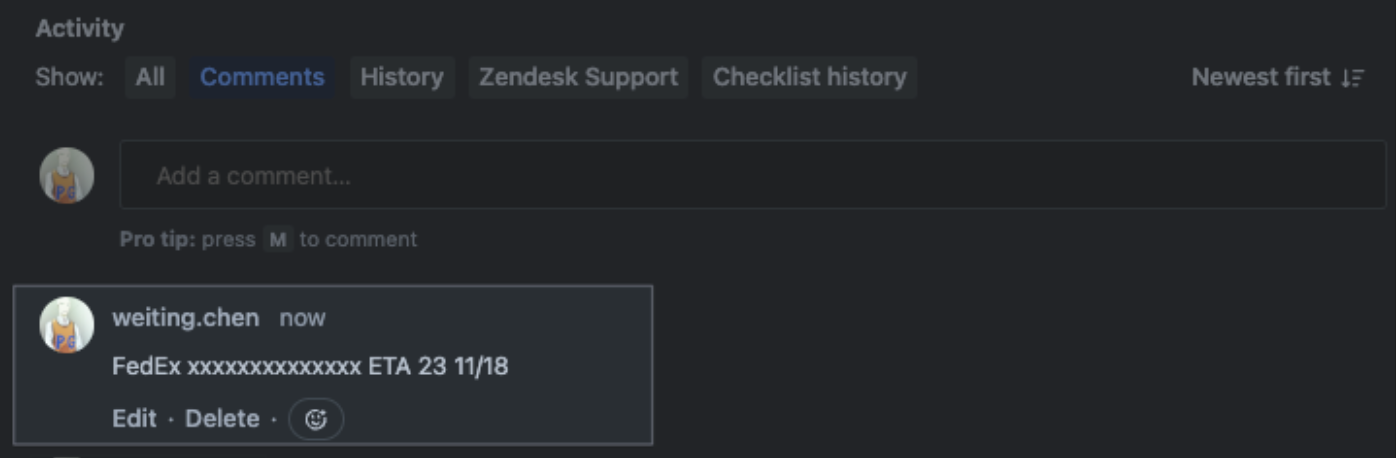 Activity
Show: All Comments History Zendesk Support Checklist history Newest first
Add a comment...
Pro tip: press M to comment
weiting.chen now
FedEx xxxxxxxxxxxxxx ETA 23 11/18
Edit · Delete ·